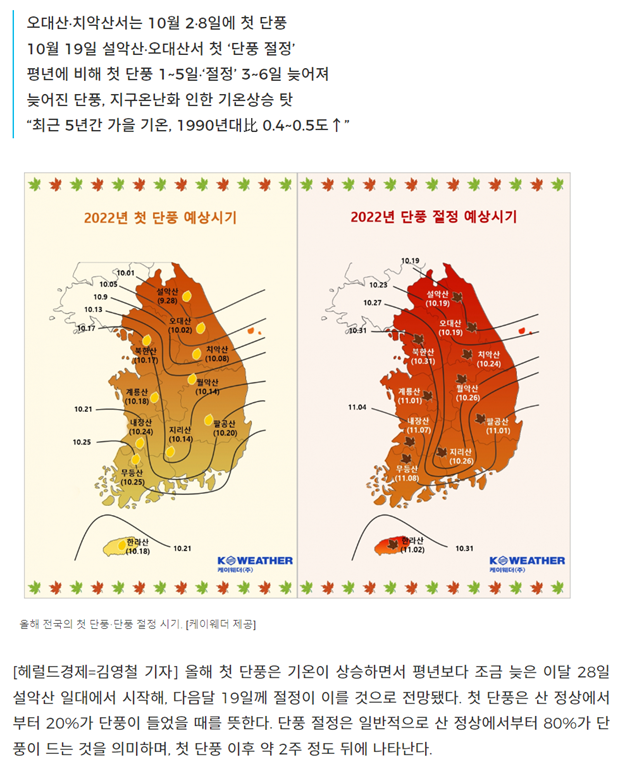 오대산·치악산서는 10월 2·8일에 첫 단풍
10월 19일 설악산·오대산서 첫 ‘단풍 절정’
평년에 비해 첫 단풍 1~5일·‘절정’ 3~6일 늦어져
늦어진 단풍, 지구온난화 인한 기온상승 탓
“최근 5년간 가을 기온, 1990년대比 0.4~0.5도↑”
2022년 첫 단풍 예상시기
10.01
10.05
10.9
10.13
10.17
설악산
(9.28)
오대산
(10.02)
북한산
(10.17)
치악산
(10.08)
월악산
(10.14)
계룡산
(10.18)
10.21
내장산
(10.24)
팔공산
(10.20)
지리산
(10.14)
10.25
무등산
(10.25)
한라산
(10.18)
10.21
K WEATHER
케이웨더(주)
2022년 단풍 절정 예상시기
10.19
10.23
10.27
10.31
설악산
(10.19)
오대산
(10.19)
북한산
(10.31)
치악산
(10.24)
월악산
(10.26)
계룡산
(11.01)
11.04
내장산
(11.07)
팔공산
(11.01)
지리산
(10.26)
무등산
(11.08)
한라산
(11.02)
10.31
K WEATHER
케이웨더(주)
올해 전국의 첫 단풍·단풍 절정 시기. [케이웨더 제공]
[헤럴드경제=김영철 기자] 올해 첫 단풍은 기온이 상승하면서 평년보다 조금 늦은 이달 28일
설악산 일대에서 시작해, 다음달 19일께 절정이 이를 것으로 전망됐다. 첫 단풍은 산 정상에서
부터 20%가 단풍이 들었을 때를 뜻한다. 단풍 절정은 일반적으로 산 정상에서부터 80%가 단
풍이 드는 것을 의미하며, 첫 단풍 이후 약 2주 정도 뒤에 나타난다.